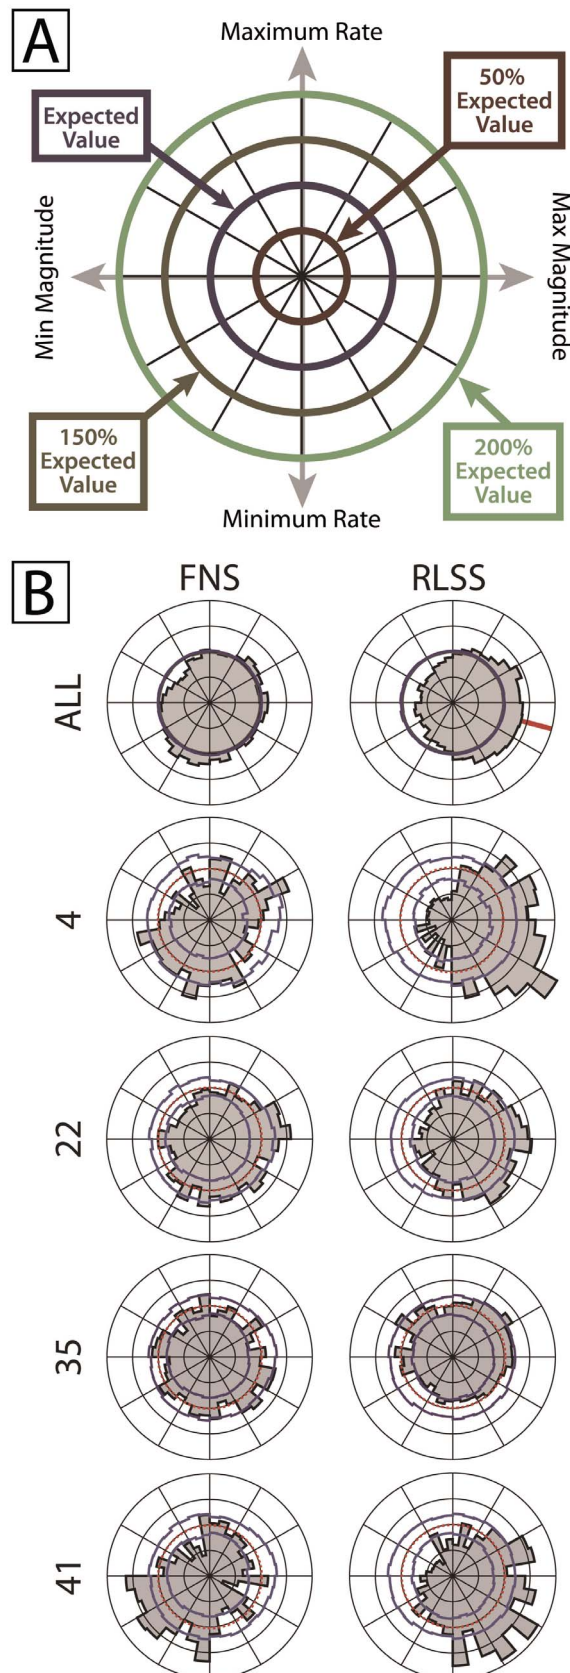 A
Maximum Rate
Expected
Value
50%
Expected
Value
Min Magnitude
Max Magnitude
150%
Expected
Value
200%
Expected
Value
Minimum Rate
B
FNS
RLSS
ALL
4
22
35
41